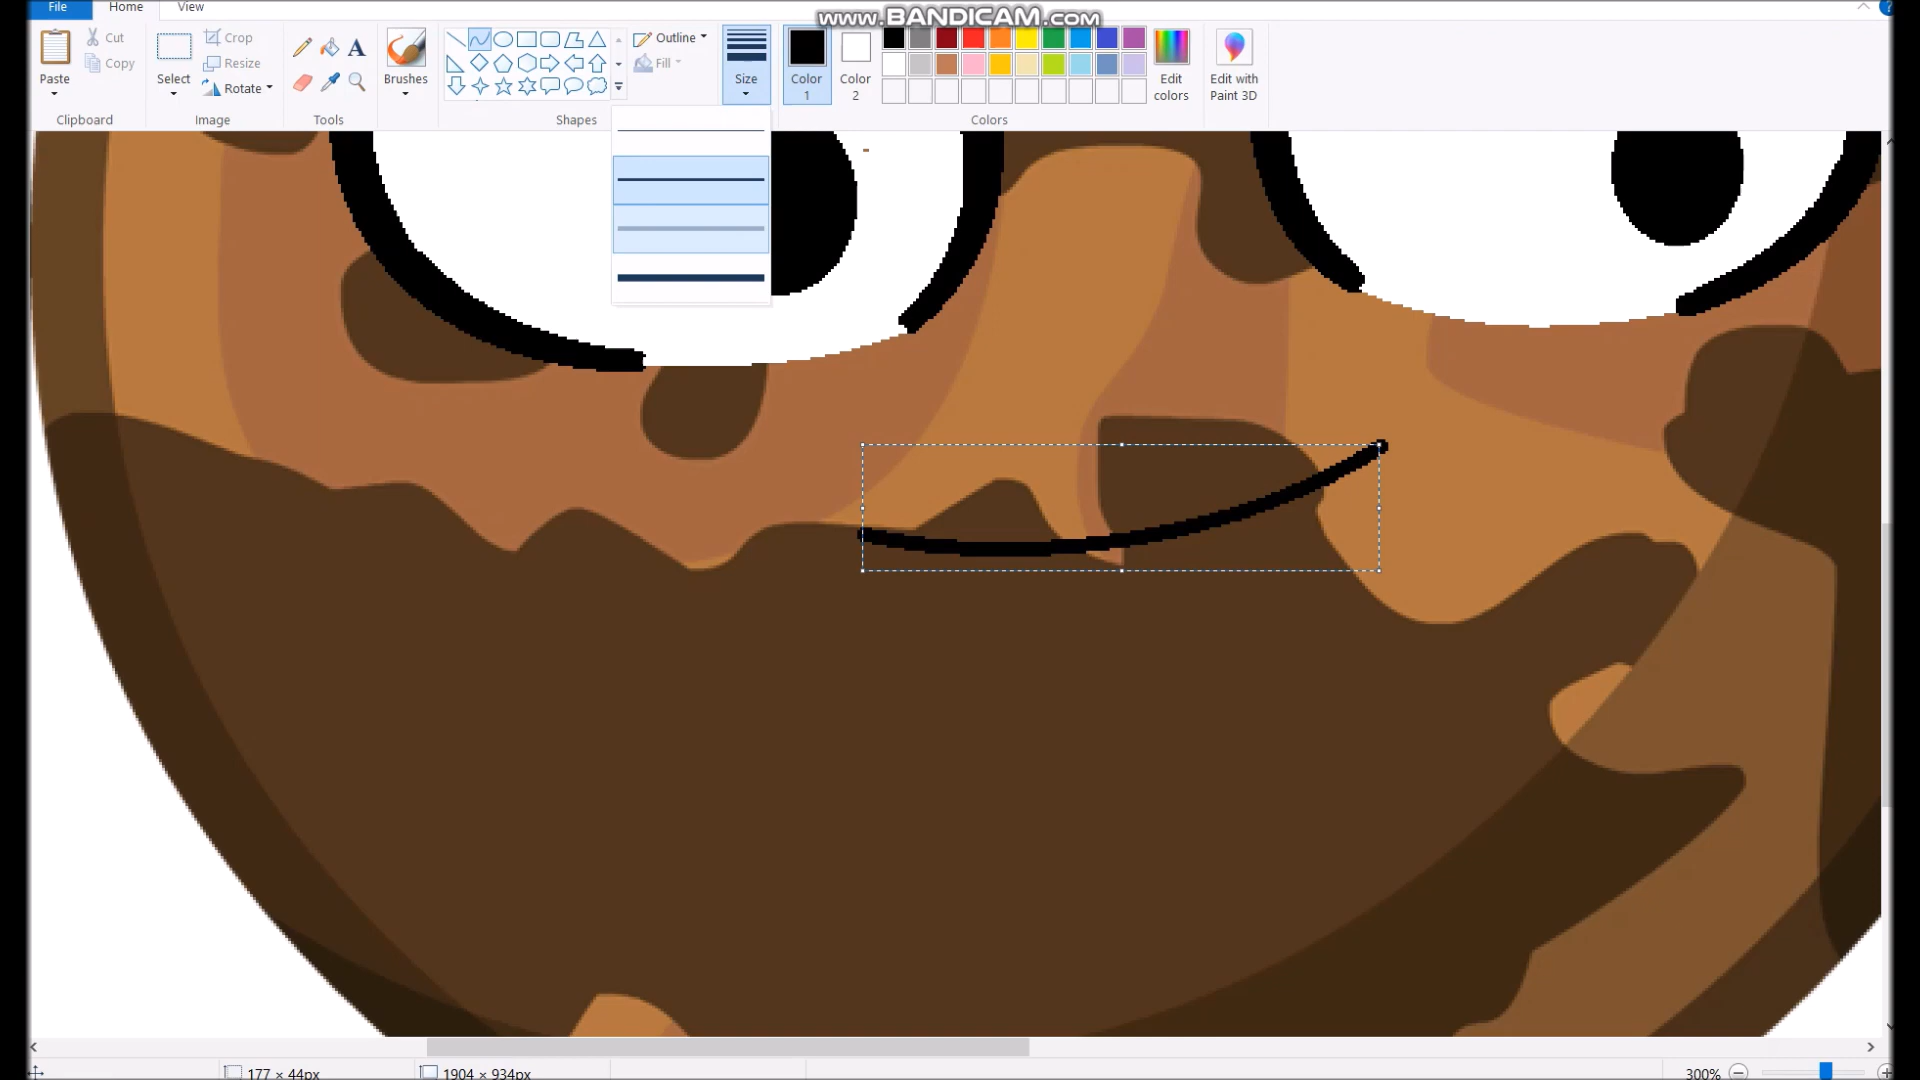 www.BANDICAM.com
File Home View
Cut Crop Outline
Copy Resize Fill
Paste Select Rotate Brushes Size Color 1 Color 2 Edit colors Edit with Paint 3D
Clipboard Image Tools Shapes Colors
177 × 44px 1904 × 934px 300%